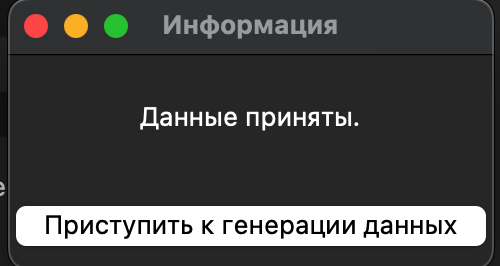 Информация
Данные приняты.
е
Приступить к генерации данных